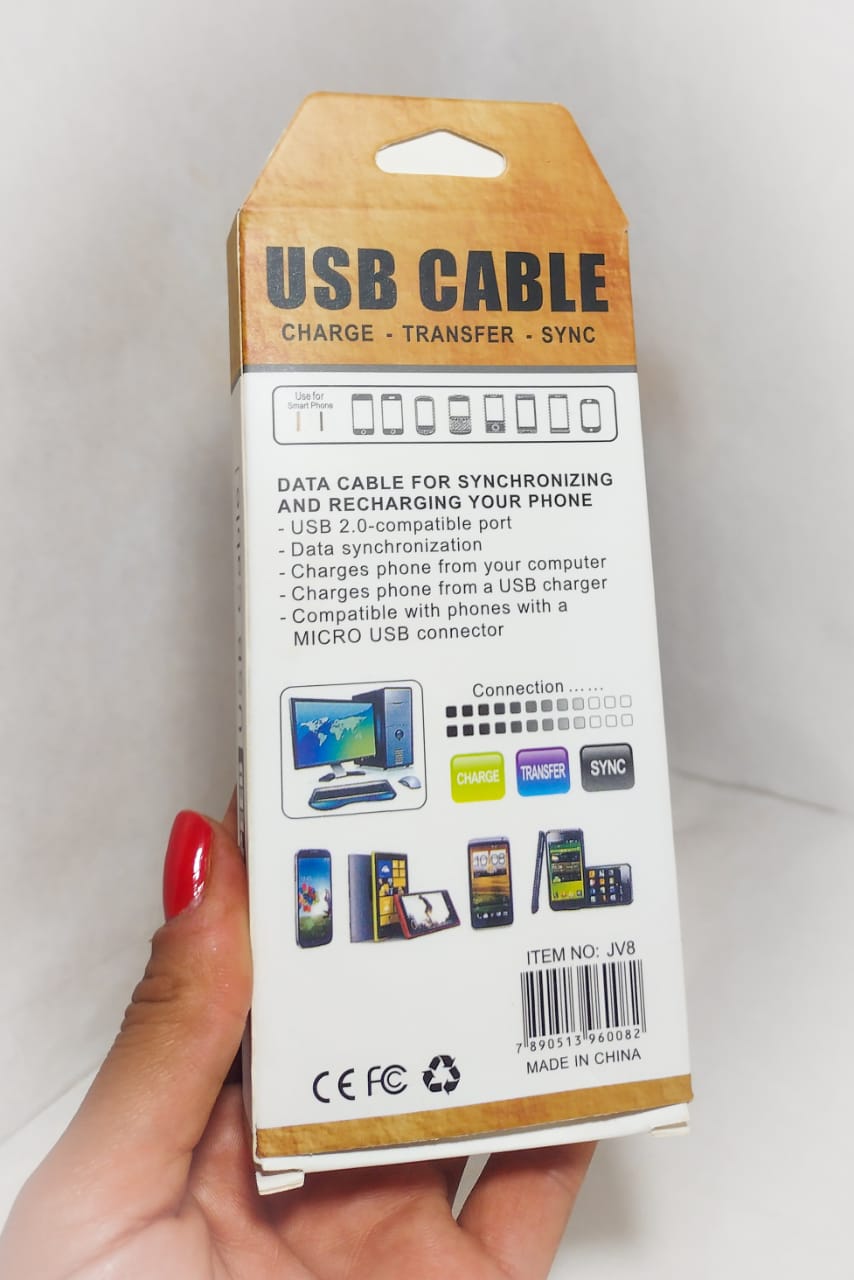 USB CABLE
CHARGE - TRANSFER - SYNC
Use for
Smart Phone
DATA CABLE FOR SYNCHRONIZING
AND RECHARGING YOUR PHONE
- USB 2.0-compatible port
- Data synchronization
- Charges phone from your computer
- Charges phone from a USB charger
- Compatible with phones with a
MICRO USB connector
Connection ... ...
CHARGE
TRANSFER
SYNC
10:08
ITEM NO: JV8
7 890513 960082
MADE IN CHINA
CE FC